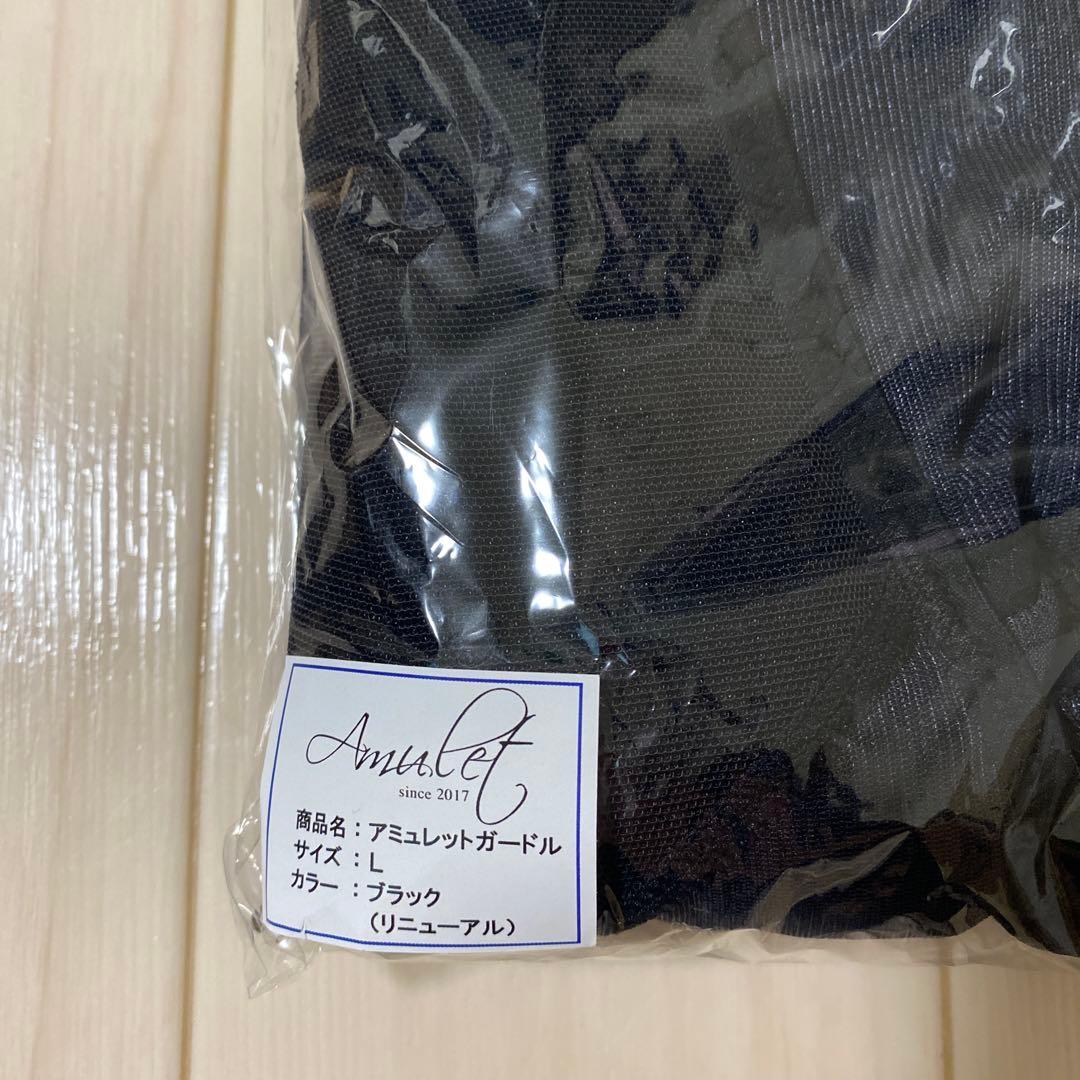 Amulet
since 2017
商品名：アミュレットガードル
サイズ：L
カラー：ブラック
（リニューアル）